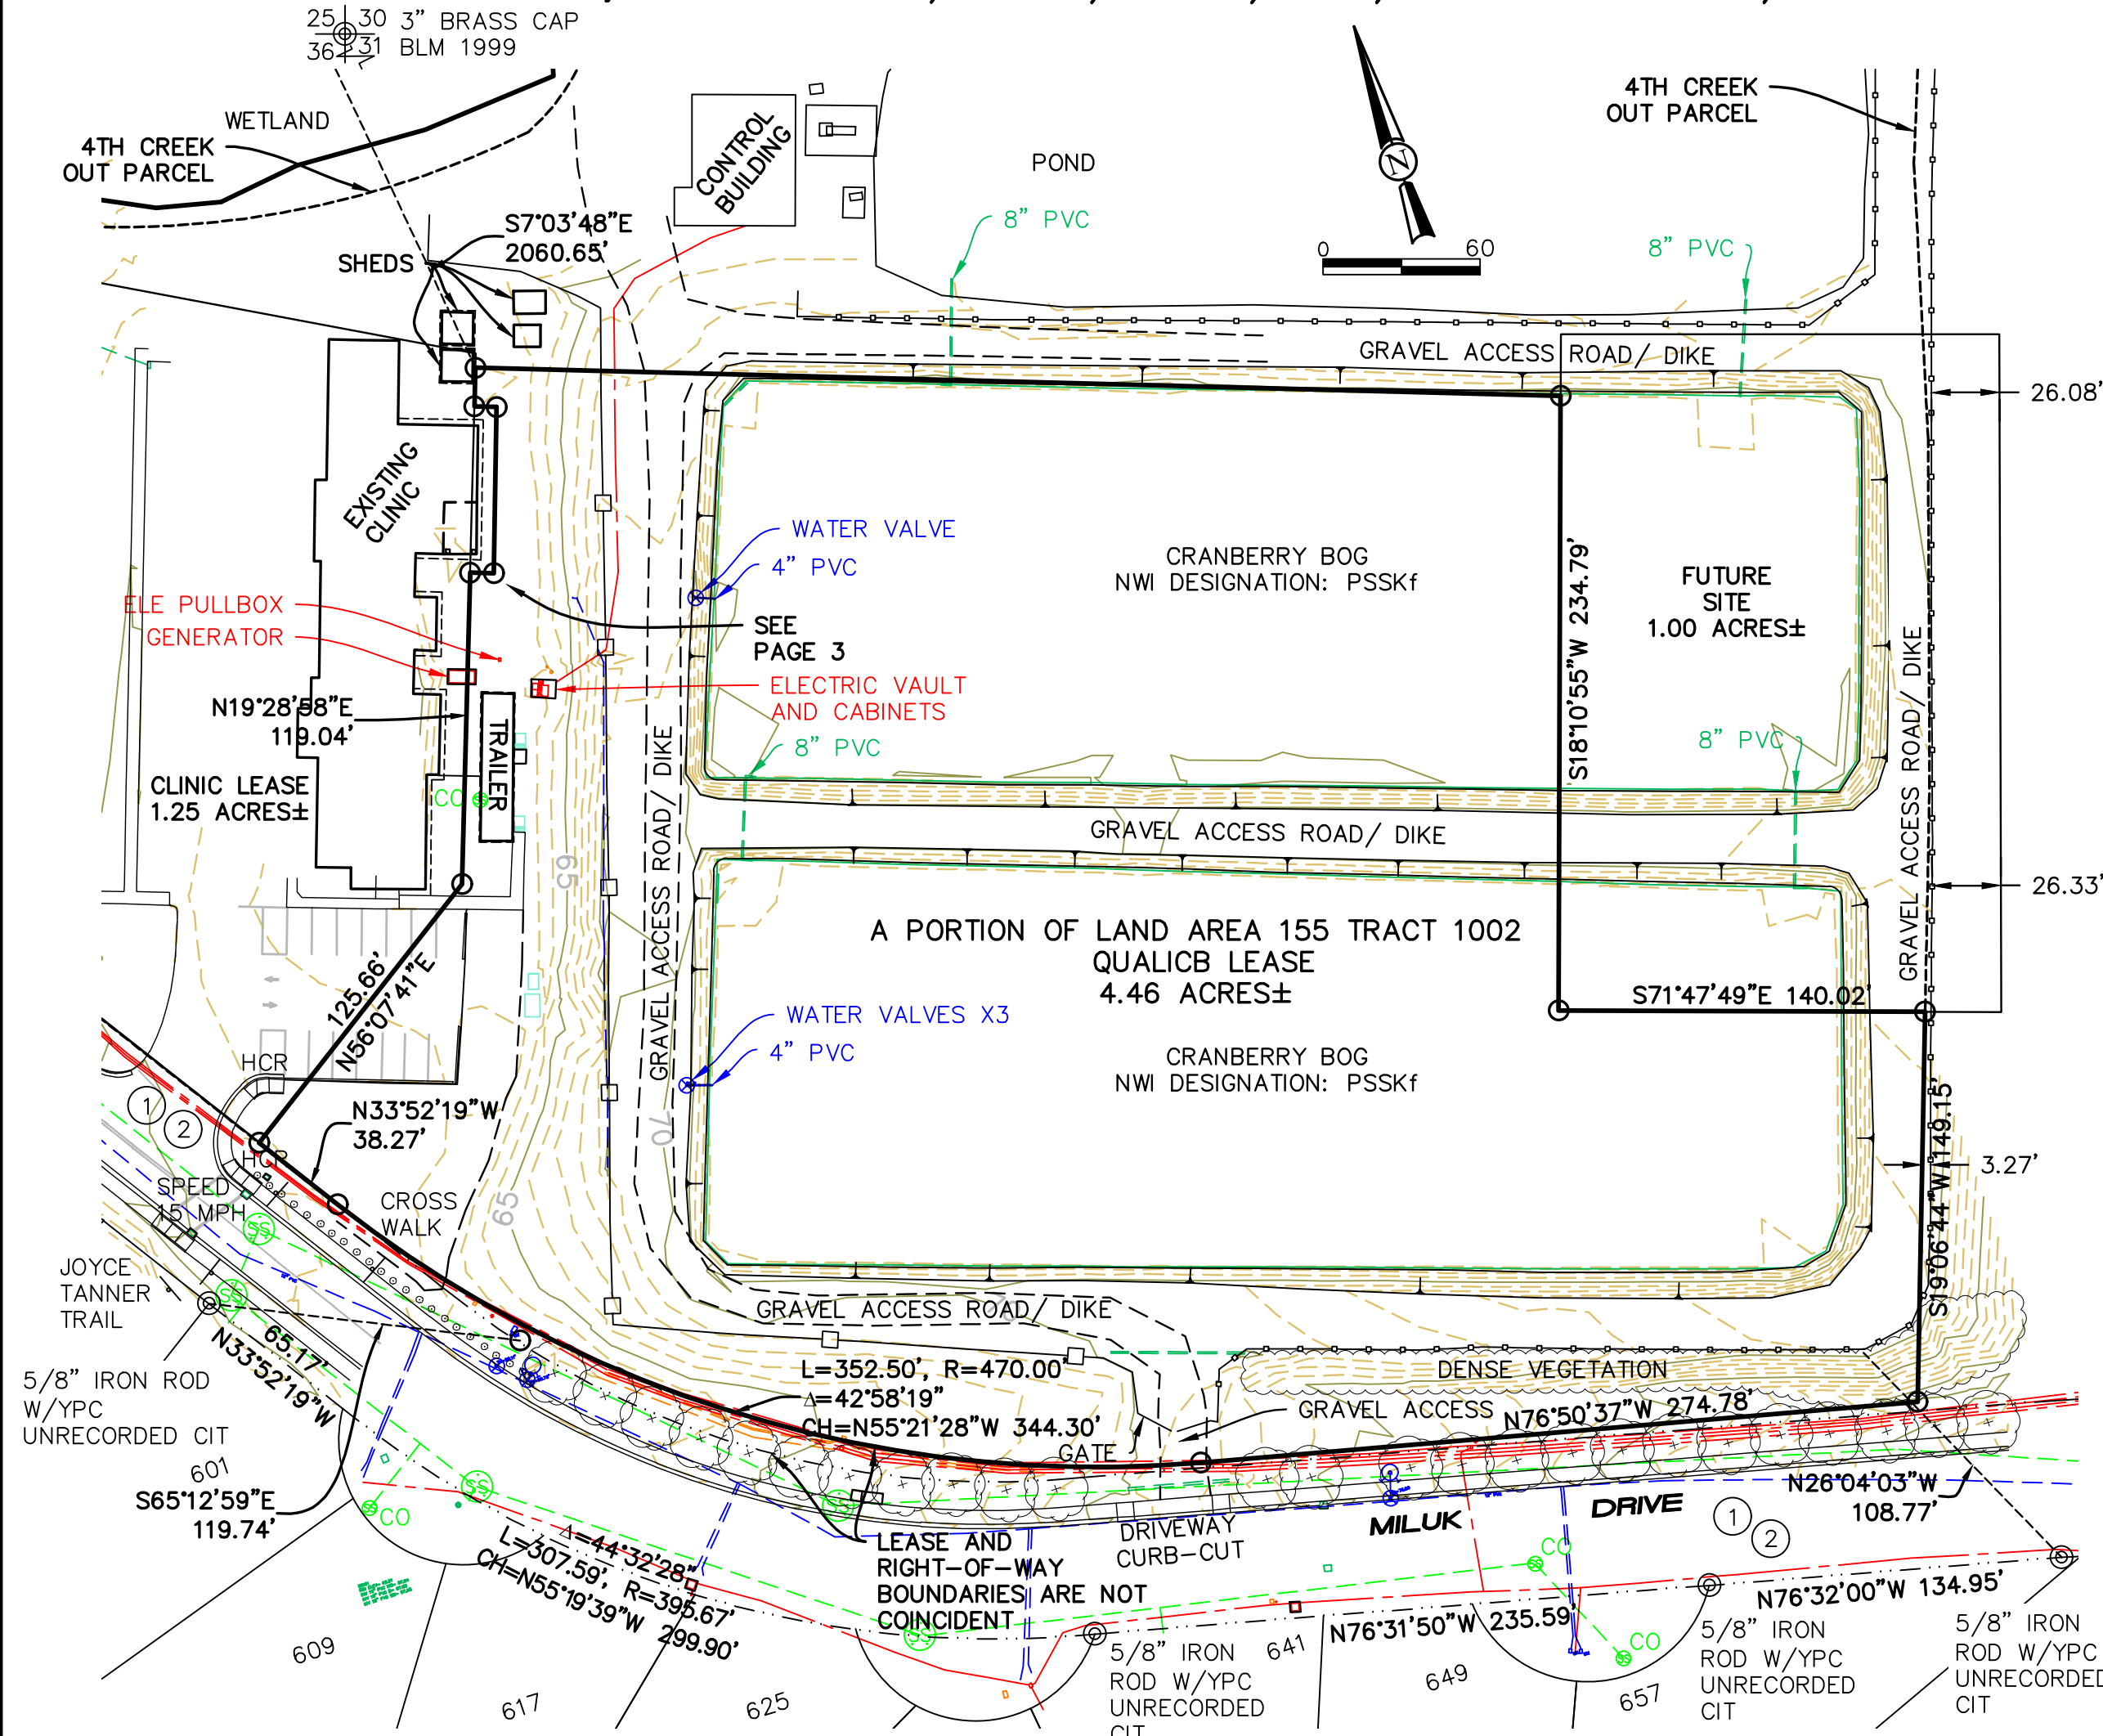 25 30
36 31
3" BRASS CAP
BLM 1999
WETLAND
4TH CREEK
OUT PARCEL
S7°03'48"E
2060.65'
SHEDS
CONTROL
BUILDING
POND
8" PVC
N
0 60
4TH CREEK
OUT PARCEL
8" PVC
GRAVEL ACCESS ROAD/ DIKE
26.08'
EXISTING
CLINIC
WATER VALVE
4" PVC
CRANBERRY BOG
NWI DESIGNATION: PSSKf
S18°10'55"W 234.79'
FUTURE
SITE
1.00 ACRES±
ELE PULLBOX
GENERATOR
SEE
PAGE 3
ELECTRIC VAULT
AND CABINETS
N19°28'58"E
119.04'
TRAILER
8" PVC
8" PVC
GRAVEL ACCESS ROAD/ DIKE
GRAVEL ACCESS ROAD/ DIKE
CLINIC LEASE
1.25 ACRES±
CO
65
GRAVEL ACCESS ROAD/ DIKE
26.33'
A PORTION OF LAND AREA 155 TRACT 1002
QUALICB LEASE
4.46 ACRES±
125.66'
N56°07'41"E
S71°47'49"E 140.02'
WATER VALVES X3
4" PVC
CRANBERRY BOG
NWI DESIGNATION: PSSKf
HCR
1
2
N33°52'19"W
38.27'
70
S19°06'44"W 149.15'
3.27'
HCR
SPEED
15 MPH
CROSS
WALK
65
SS
JOYCE
TANNER
TRAIL
SS
GRAVEL ACCESS ROAD/ DIKE
65.17'
N33°52'19"W
L=352.50', R=470.00'
Δ=42°58'19"
CH=N55°21'28"W 344.30'
DENSE VEGETATION
5/8" IRON ROD
W/YPC
UNRECORDED CIT
GRAVEL ACCESS
N76°50'37"W 274.78'
GATE
601
S65°12'59"E
119.74'
SS
CO
SS
N26°04'03"W
108.77'
MILUK
DRIVE
1
2
DRIVEWAY
CURB-CUT
Δ=44°32'28"
L=307.59', R=395.67'
CH=N55°19'39"W 299.90'
LEASE AND
RIGHT-OF-WAY
BOUNDARIES ARE NOT
COINCIDENT
SS
CO
N76°32'00"W 134.95'
N76°31'50"W 235.59'
CO
609
617
625
641
649
657
5/8" IRON
ROD W/YPC
UNRECORDED
CIT
5/8" IRON
ROD W/YPC
UNRECORDED
CIT
5/8" IRON
ROD W/YPC
UNRECORDED
CIT